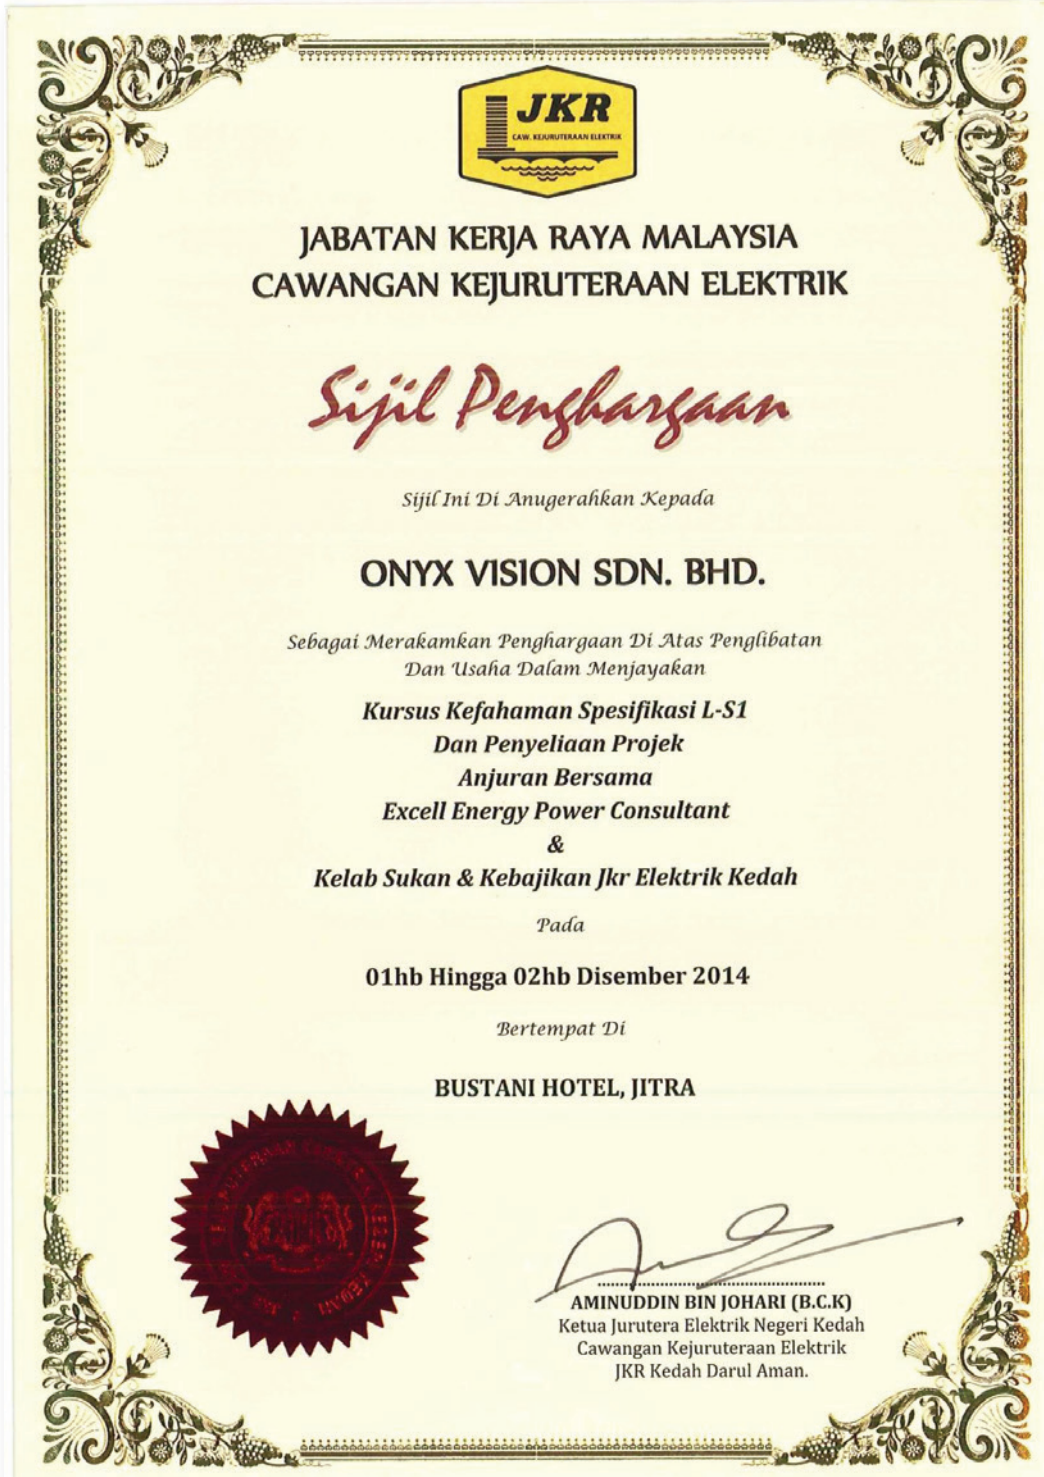 JKR
CAW. KEJURUTERAAN ELEKTRIK
JABATAN KERJA RAYA MALAYSIA
CAWANGAN KEJURUTERAAN ELEKTRIK
Sijil Penghargaan
Sijil Ini Di Anugerahkan Kepada
ONYX VISION SDN. BHD.
Sebagai Merakamkan Penghargaan Di Atas Penglibatan
Dan Usaha Dalam Menjayakan
Kursus Kefahaman Spesifikasi L-S1
Dan Penyeliaan Projek
Anjuran Bersama
Excell Energy Power Consultant
&
Kelab Sukan & Kebajikan Jkr Elektrik Kedah
Pada
01hb Hingga 02hb Disember 2014
Bertempat Di
BUSTANI HOTEL, JITRA
AMINUDDIN BIN JOHARI (B.C.K)
Ketua Jurutera Elektrik Negeri Kedah
Cawangan Kejuruteraan Elektrik
JKR Kedah Darul Aman.